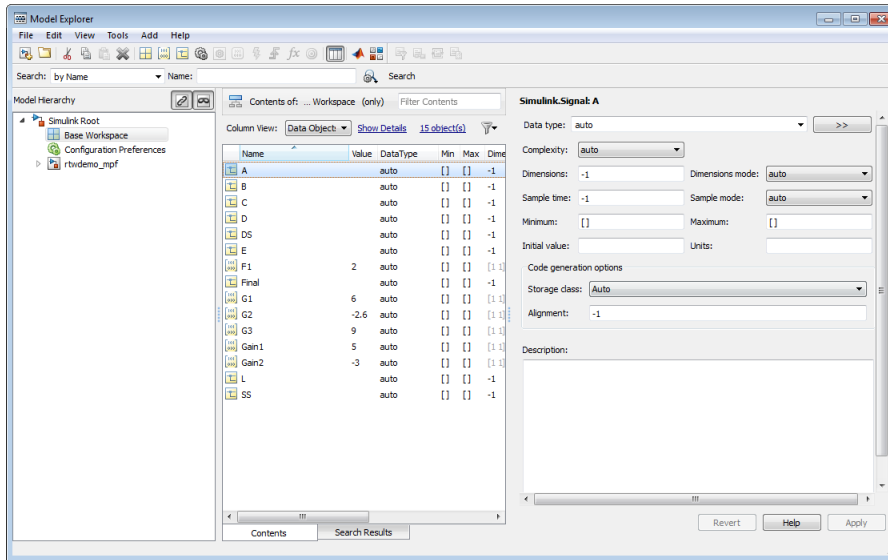 Model Explorer
File Edit View Tools Add Help
Search: by Name Name: Search
Model Hierarchy
Simulink Root
Base Workspace
Configuration Preferences
rtwdemo_mpf
Contents of: ... Workspace (only) Filter Contents
Column View: Data Object: Show Details 15 object(s)
Name Value DataType Min Max Dime
A auto [ ] [ ] -1
B auto [ ] [ ] -1
C auto [ ] [ ] -1
D auto [ ] [ ] -1
DS auto [ ] [ ] -1
E auto [ ] [ ] -1
F1 2 auto [ ] [ ] [1 1]
Final auto [ ] [ ] -1
G1 6 auto [ ] [ ] [1 1]
G2 -2.6 auto [ ] [ ] [1 1]
G3 9 auto [ ] [ ] [1 1]
Gain1 5 auto [ ] [ ] [1 1]
Gain2 -3 auto [ ] [ ] [1 1]
L auto [ ] [ ] -1
SS auto [ ] [ ] -1
Contents Search Results
Simulink.Signal: A
Data type: auto >>
Complexity: auto
Dimensions: -1 Dimensions mode: auto
Sample time: -1 Sample mode: auto
Minimum: [ ] Maximum: [ ]
Initial value: Units:
Code generation options
Storage class: Auto
Alignment: -1
Description:
Revert Help Apply